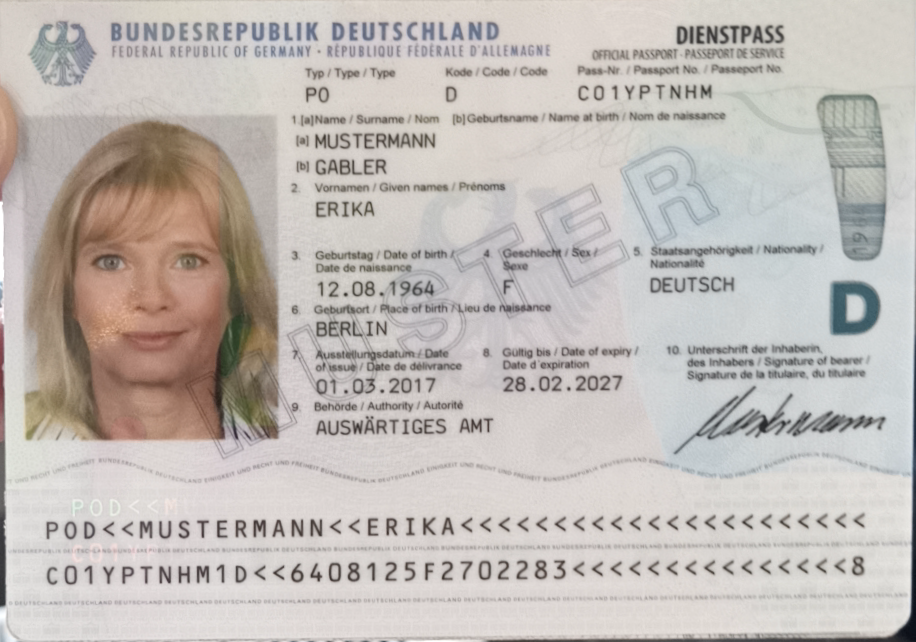 BUNDESREPUBLIK DEUTSCHLAND
FEDERAL REPUBLIC OF GERMANY · RÉPUBLIQUE FÉDÉRALE D'ALLEMAGNE
DIENSTPASS
OFFICIAL PASSPORT - PASSEPORT DE SERVICE
Typ / Type / Type Kode / Code / Code Pass-Nr. / Passport No. / Passeport No.
PO D C01YPTNHM
1.[a]Name / Surname / Nom [b]Geburtsname / Name at birth / Nom de naissance
[a] MUSTERMANN
[b] GABLER
2. Vornamen / Given names / Prénoms
ERIKA
3. Geburtstag / Date of birth / Date de naissance
12.08.1964
4. Geschlecht / Sex / Sexe
F
5. Staatsangehörigkeit / Nationality / Nationalité
DEUTSCH
6. Geburtsort / Place of birth / Lieu de naissance
BERLIN
7. Ausstellungsdatum / Date of issue / Date de délivrance
01.03.2017
8. Gültig bis / Date of expiry / Date d'expiration
28.02.2027
9. Behörde / Authority / Autorité
AUSWÄRTIGES AMT
10. Unterschrift der Inhaberin, des Inhabers / Signature of bearer / Signature de la titulaire, du titulaire
Mustermann
D
MUSTER
POD<<M
POD<<MUSTERMANN<<ERIKA<<<<<<<<<<<<<<<<<<<<<<
C01YPTNHM1D<<6408125F2702283<<<<<<<<<<<<<<<8